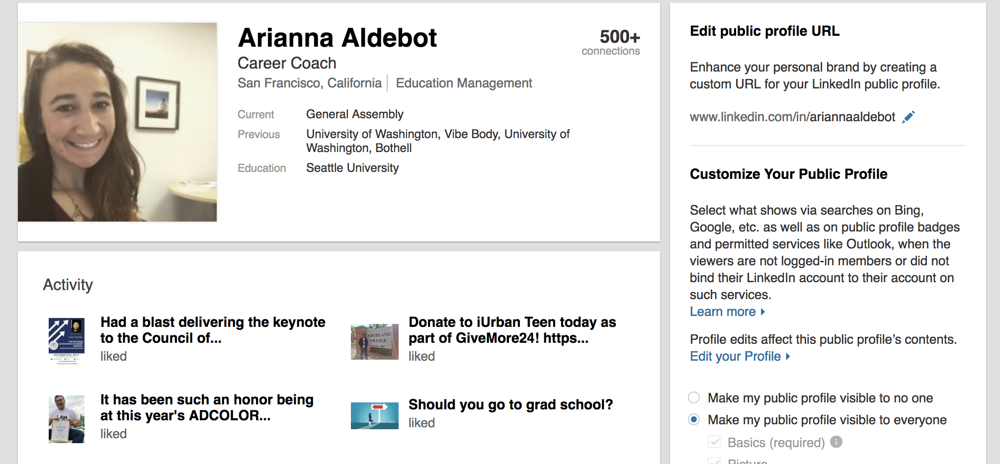 Arianna Aldebot
500+
connections
Career Coach
San Francisco, California
Education Management
Current
General Assembly
Previous
University of Washington, Vibe Body, University of
Washington, Bothell
Education
Seattle University
Activity
Had a blast delivering the keynote
to the Council of...
liked
Donate to iUrban Teen today as
part of GiveMore24! https...
liked
NORTHLAND
COLLEGE
OCTOBER 8TH, 2017
It has been such an honor being
at this year's ADCOLOR...
liked
Should you go to grad school?
liked
Edit public profile URL
Enhance your personal brand by creating a
custom URL for your LinkedIn public profile.
www.linkedin.com/in/ariannaaldebot
Customize Your Public Profile
Select what shows via searches on Bing,
Google, etc. as well as on public profile badges
and permitted services like Outlook, when the
viewers are not logged-in members or did not
bind their LinkedIn account to their account on
such services.
Learn more
Profile edits affect this public profile’s contents.
Edit your Profile
Make my public profile visible to no one
Make my public profile visible to everyone
Basics (required)
Picture